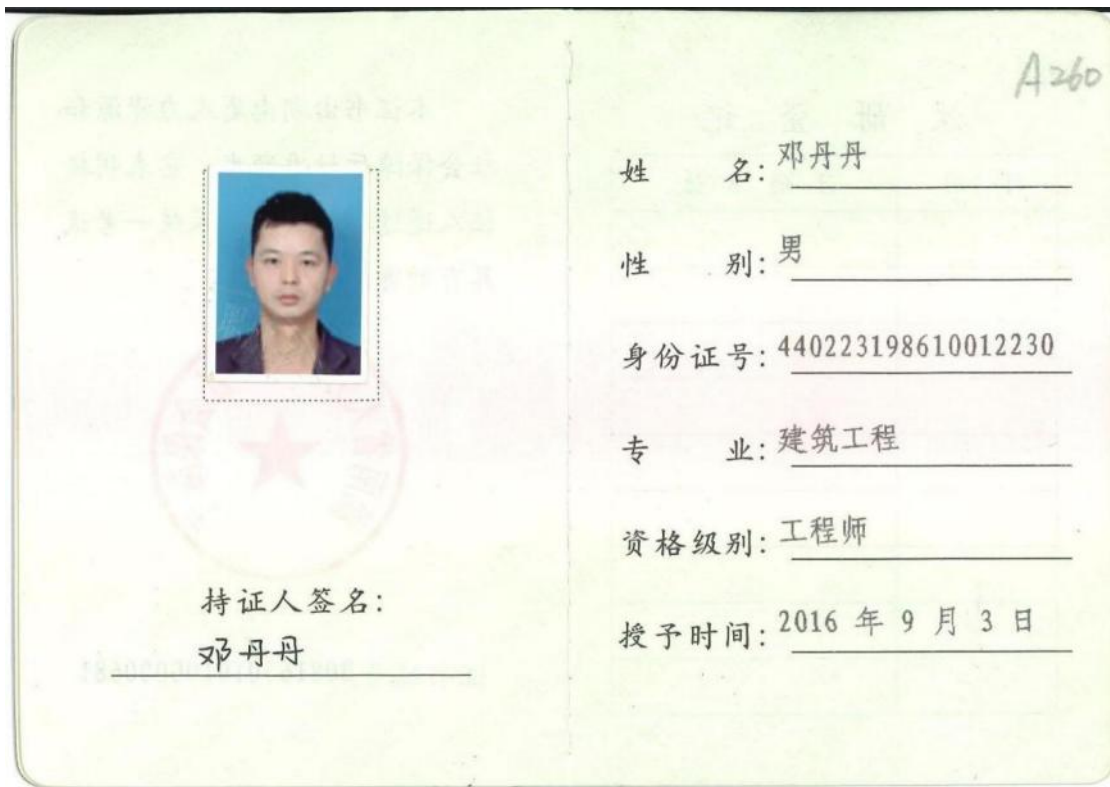 A260
姓 名: 邓丹丹
性 别: 男
身份证号: 440223198610012230
专 业: 建筑工程
资格级别: 工程师
授予时间: 2016 年 9 月 3 日
持证人签名:
邓丹丹